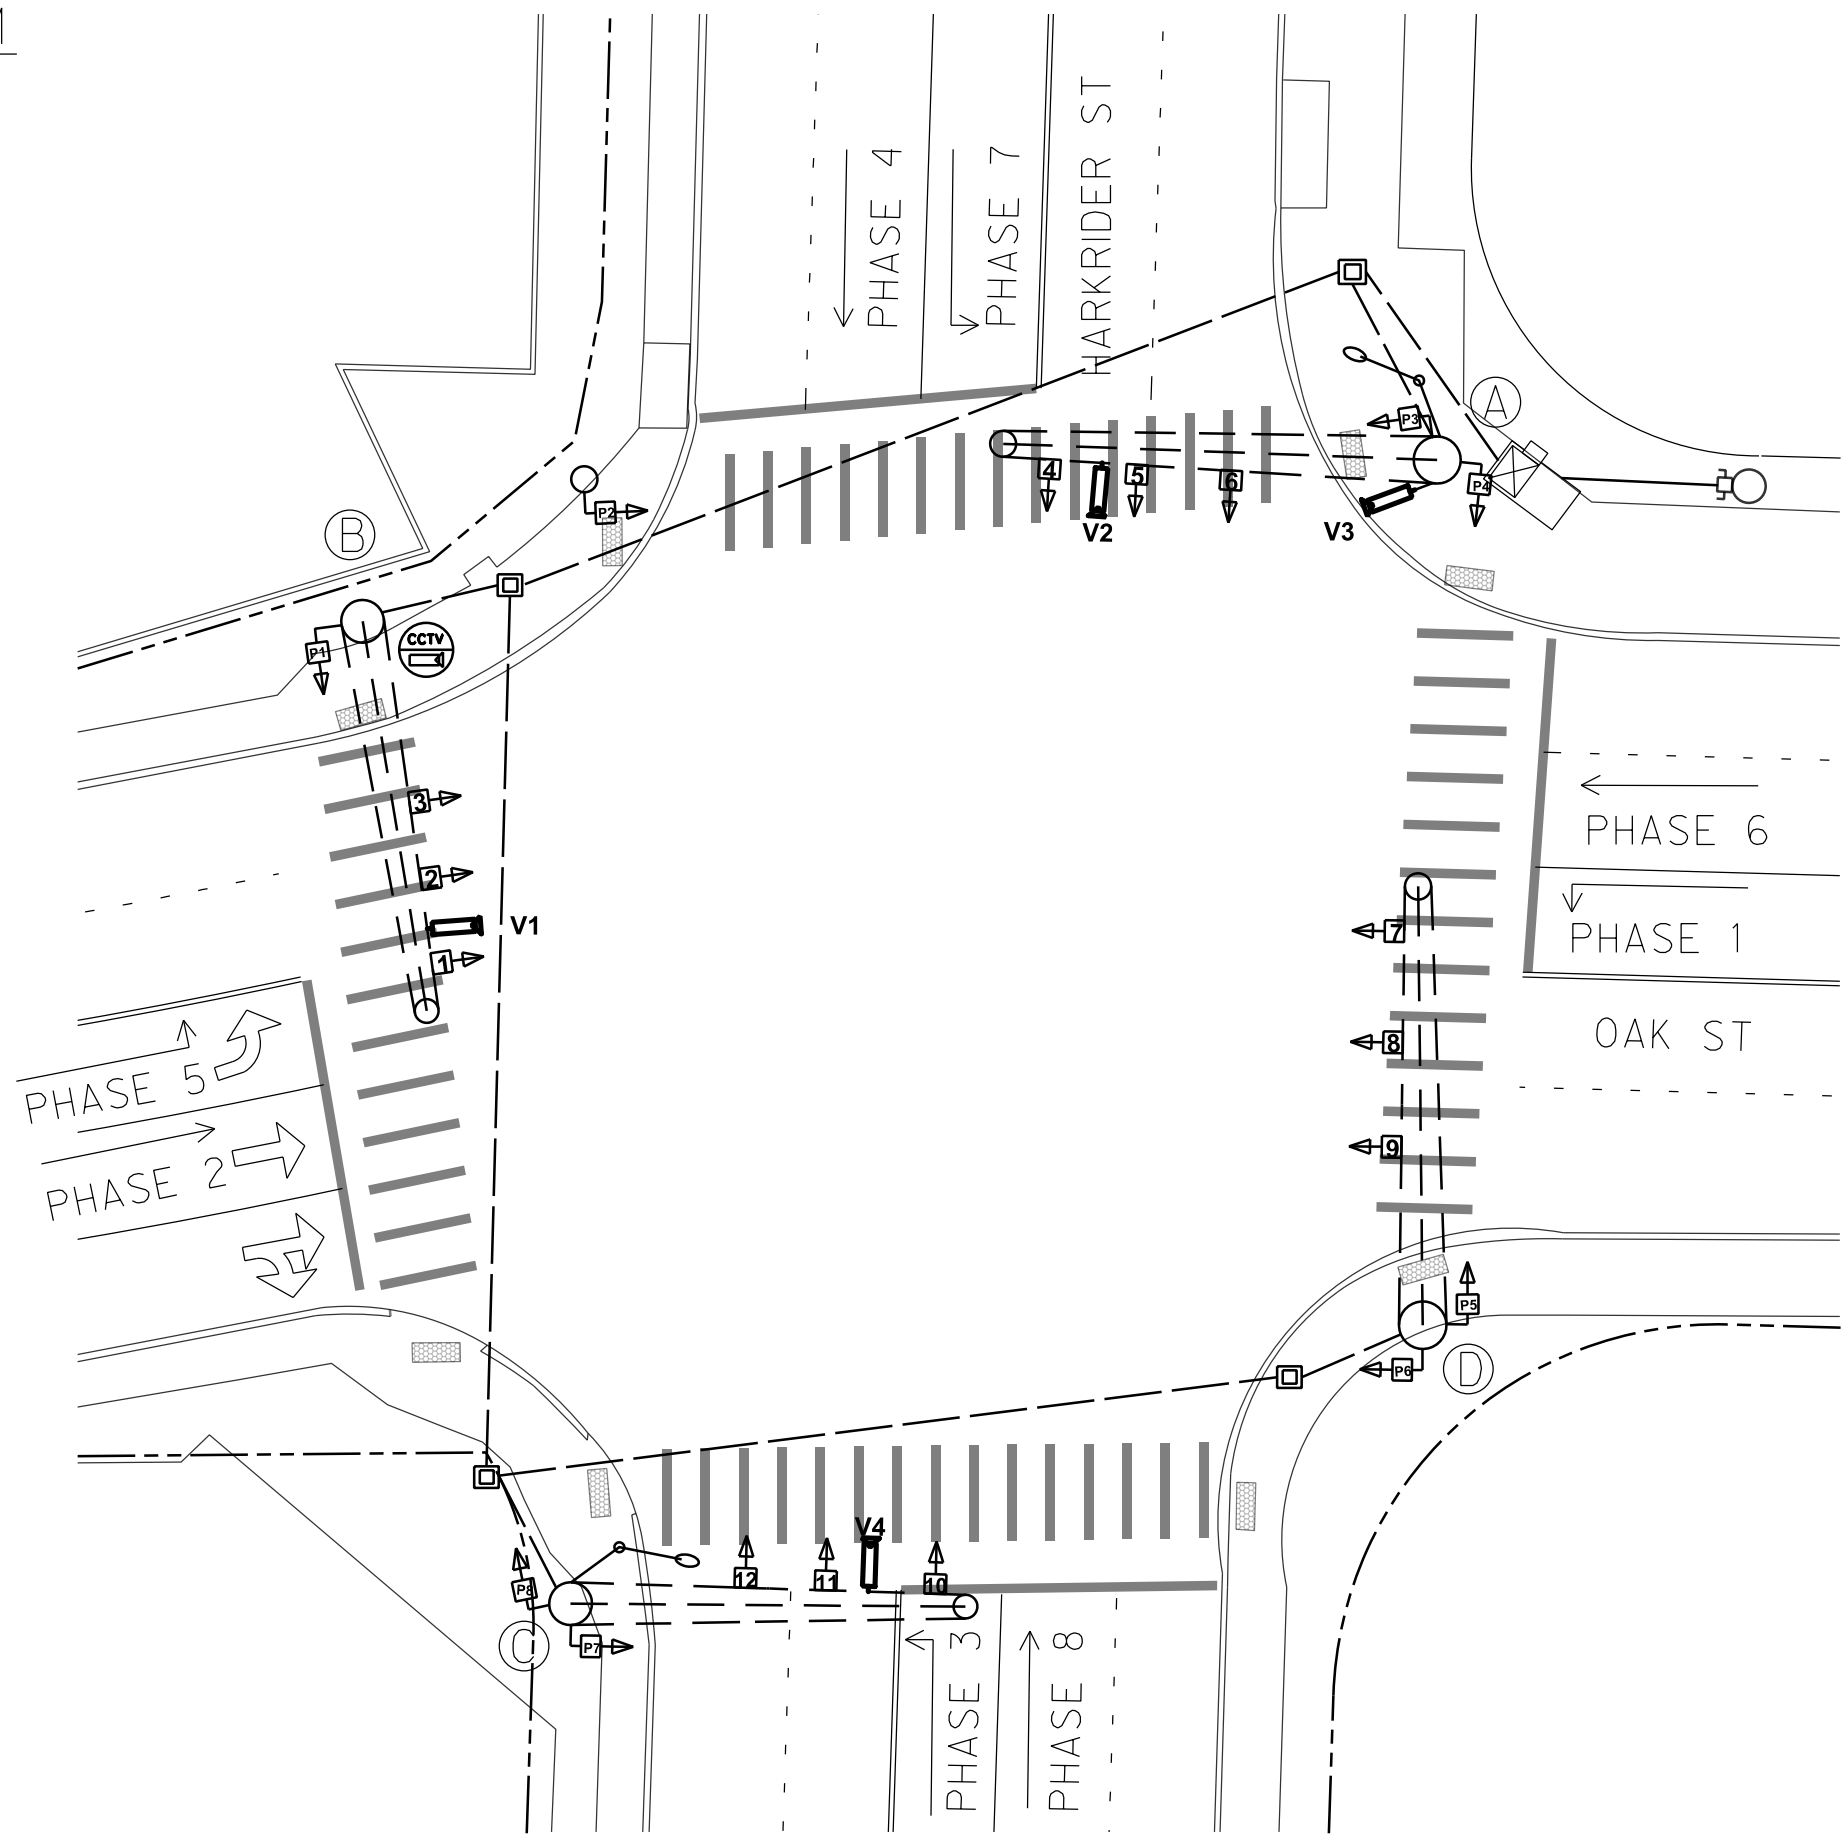 1
PHASE 4
PHASE 7
HARKRIDER ST
A
P3
P4
4
5
6
V2
V3
P2
B
CCTV
P1
3
2
V1
1
PHASE 6
PHASE 1
OAK ST
7
8
9
PHASE 5
PHASE 2
P5
P6
D
V4
12
11
10
P8
C
P7
PHASE 3
PHASE 8